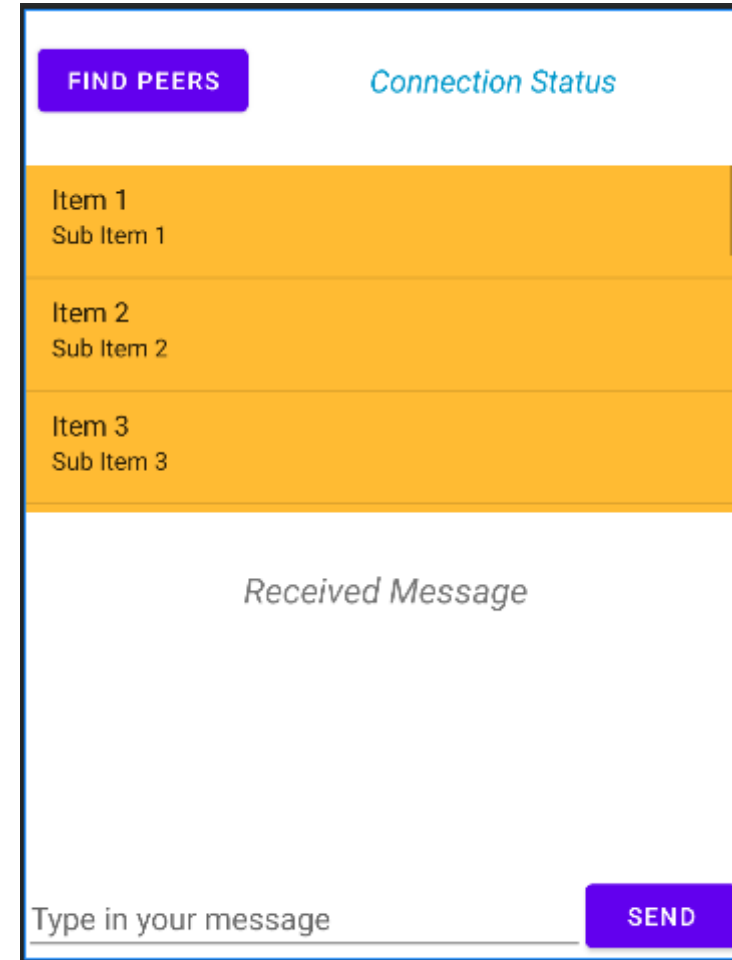 FIND PEERS
Connection Status
Item 1
Sub Item 1
Item 2
Sub Item 2
Item 3
Sub Item 3
Received Message
Type in your message
SEND